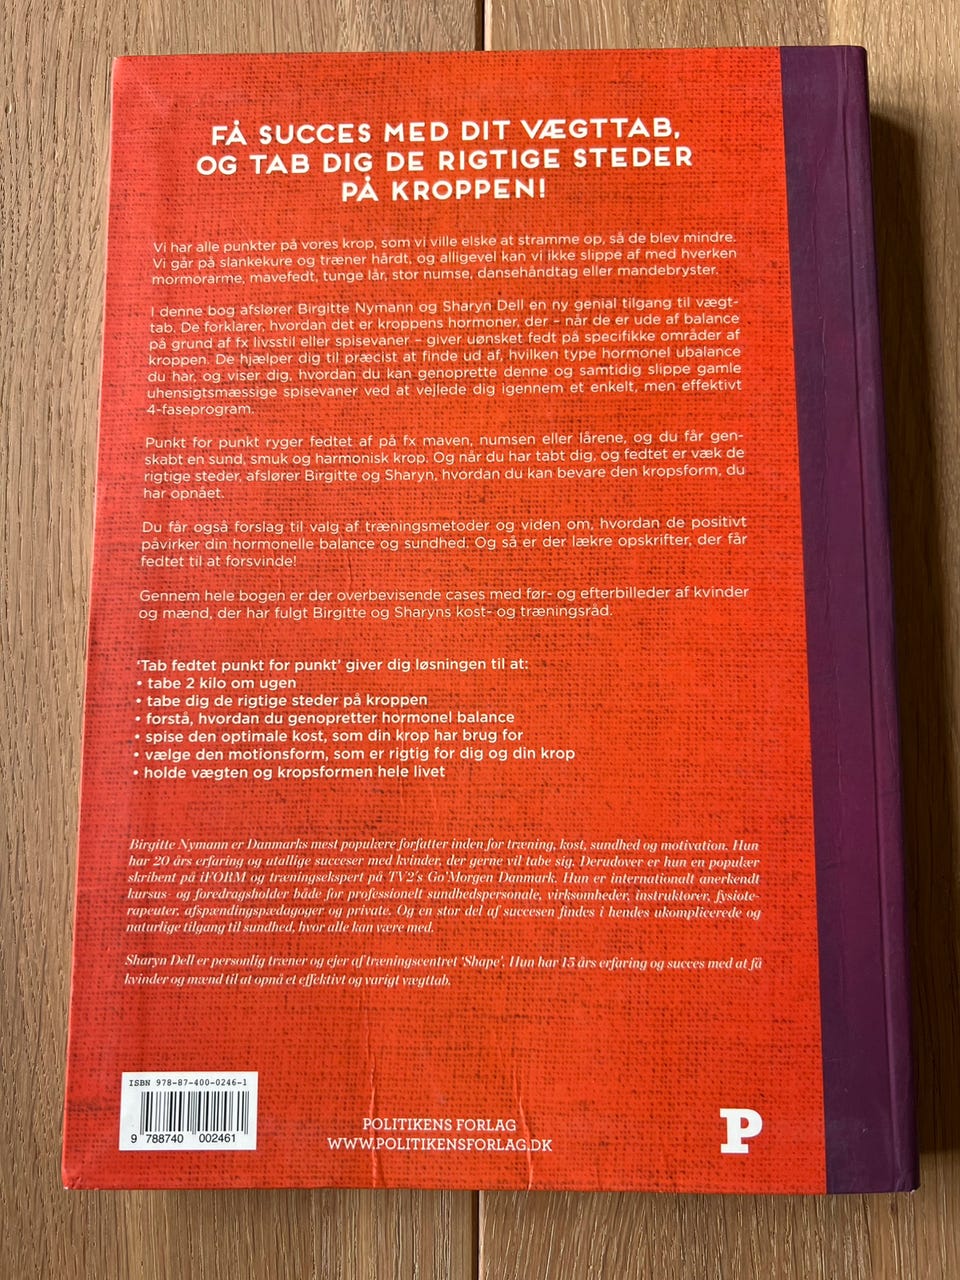 FÅ SUCCES MED DIT VÆGTTAB,
OG TAB DIG DE RIGTIGE STEDER
PÅ KROPPEN!
Vi har alle punkter på vores krop, som vi ville elske at stramme op, så de blev mindre.
Vi går på slankekure og træner hårdt, og alligevel kan vi ikke slippe af med hverken
mormorarme, mavefedt, tunge lår, stor numse, dansehåndtag eller mandebryster.
I denne bog afslører Birgitte Nymann og Sharyn Dell en ny genial tilgang til vægt-
tab. De forklarer, hvordan det er kroppens hormoner, der – når de er ude af balance
på grund af fx livsstil eller spisevaner – giver uønsket fedt på specifikke områder af
kroppen. De hjælper dig til præcist at finde ud af, hvilken type hormonel ubalance
du har, og viser dig, hvordan du kan genoprette denne og samtidig slippe gamle
uhensigtsmæssige spisevaner ved at vejlede dig igennem et enkelt, men effektivt
4-faseprogram.
Punkt for punkt ryger fedtet af på fx maven, numsen eller lårene, og du får gen-
skabt en sund, smuk og harmonisk krop. Og når du har tabt dig, og fedtet er væk de
rigtige steder, afslører Birgitte og Sharyn, hvordan du kan bevare den kropsform, du
har opnået.
Du får også forslag til valg af træningsmetoder og viden om, hvordan de positivt
påvirker din hormonelle balance og sundhed. Og så er der lækre opskrifter, der får
fedtet til at forsvinde!
Gennem hele bogen er der overbevisende cases med før- og efterbilleder af kvinder
og mænd, der har fulgt Birgitte og Sharyns kost- og træningsråd.
'Tab fedtet punkt for punkt' giver dig løsningen til at:
• tabe 2 kilo om ugen
• tabe dig de rigtige steder på kroppen
• forstå, hvordan du genopretter hormonel balance
• spise den optimale kost, som din krop har brug for
• vælge den motionsform, som er rigtig for dig og din krop
• holde vægten og kropsformen hele livet
Birgitte Nymann er Danmarks mest populære forfatter inden for træning, kost, sundhed og motivation. Hun
har 20 års erfaring og utallige succeser med kvinder, der gerne vil tabe sig. Derudover er hun en populær
skribent på iFORM og træningsekspert på TV2's Go'Morgen Danmark. Hun er internationalt anerkendt
kursus- og foredragsholder både for professionelt sundhedspersonale, virksomheder, instruktorer, fysiote-
rapeuter, afspændingspædagoger og private. Og en stor del af succesen findes i hendes ukomplicerede og
naturlige tilgang til sundhed, hvor alle kan være med.
Sharyn Dell er personlig træner og ejer af træningscentret 'Shape'. Hun har 15 års erfaring og succes med at få
kvinder og mænd til at opnå et effektivt og varigt vægttab.
ISBN 978-87-400-0246-1
9 788740 002461
POLITIKENS FORLAG
WWW.POLITIKENSFORLAG.DK
P